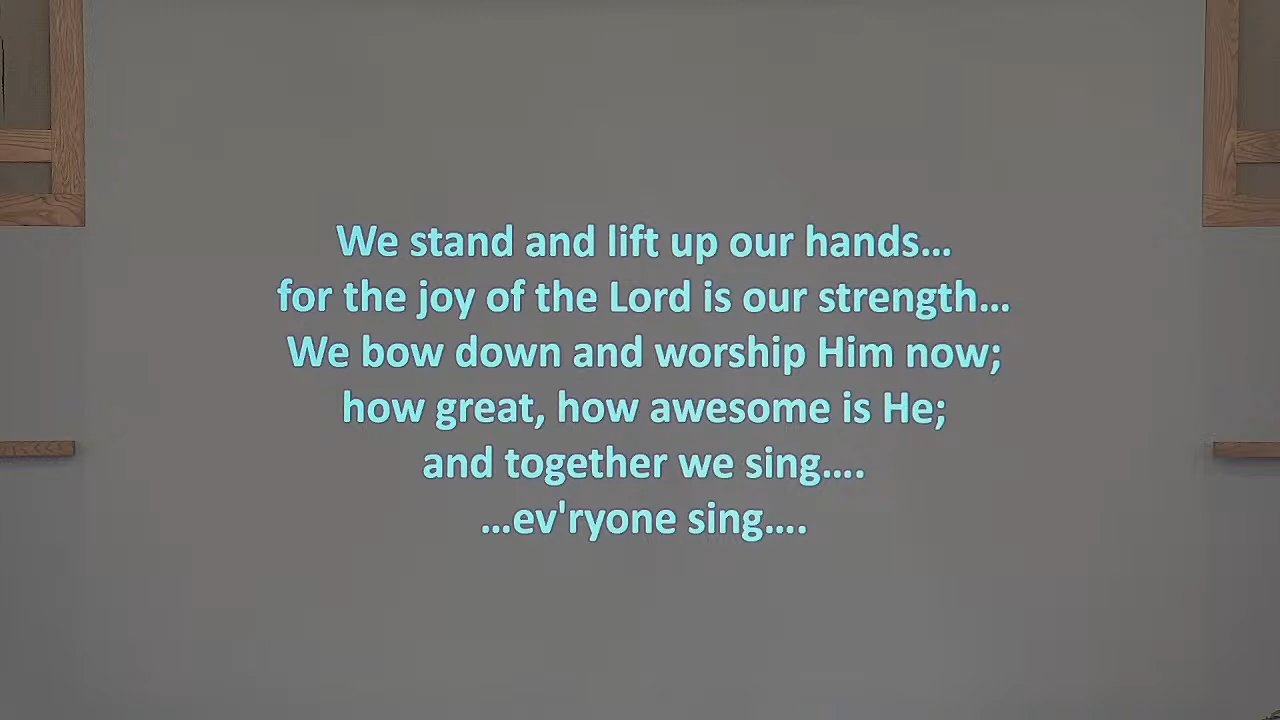 We stand and lift up our hands...
for the joy of the Lord is our strength...
We bow down and worship Him now;
how great, how awesome is He;
and together we sing....
...ev'ryone sing....